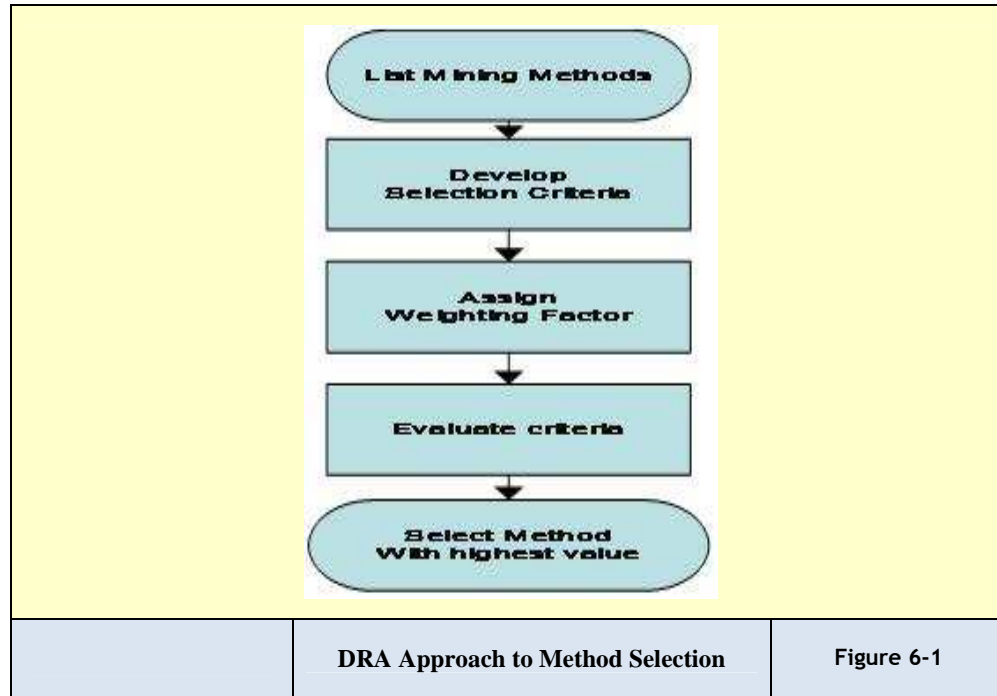 List Mining Methods
Develop
Selection Criteria
Assign
Weighting Factor
Evaluate criteria
Select Method
With highest value
DRA Approach to Method Selection
Figure 6-1